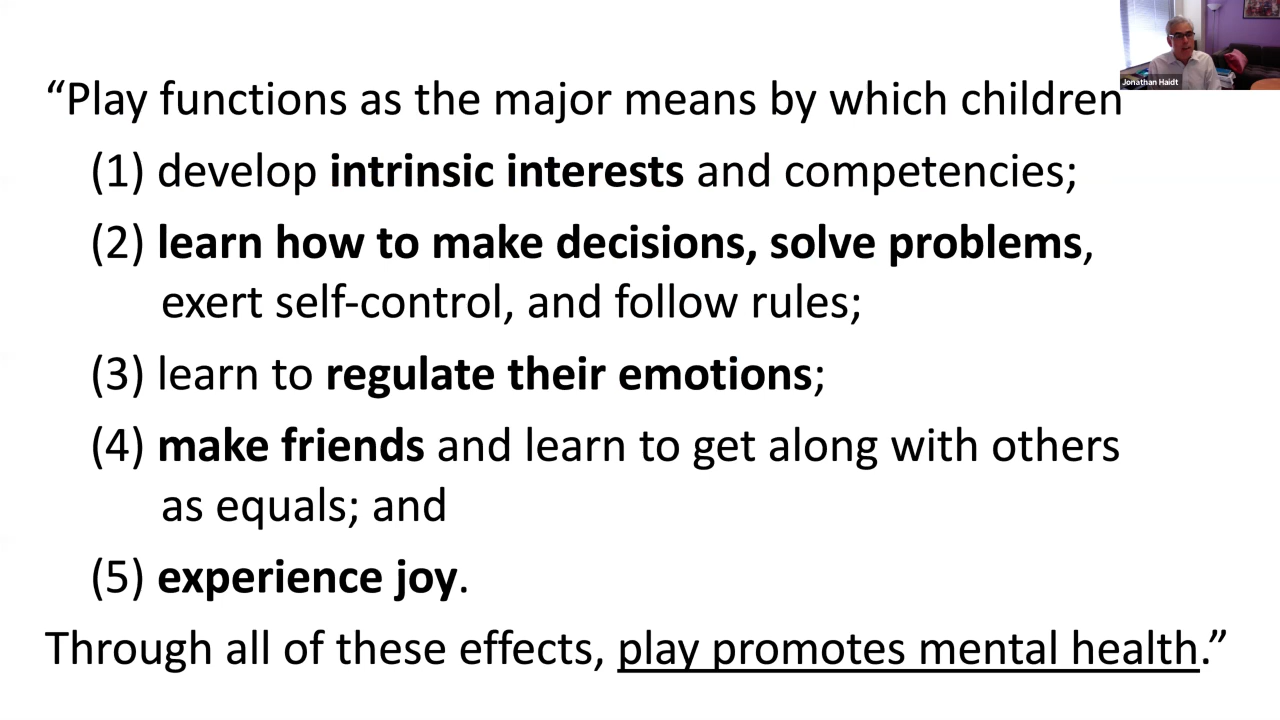 Jonathan Haidt
“Play functions as the major means by which children
(1) develop intrinsic interests and competencies;
(2) learn how to make decisions, solve problems,
exert self-control, and follow rules;
(3) learn to regulate their emotions;
(4) make friends and learn to get along with others
as equals; and
(5) experience joy.
Through all of these effects, play promotes mental health.”